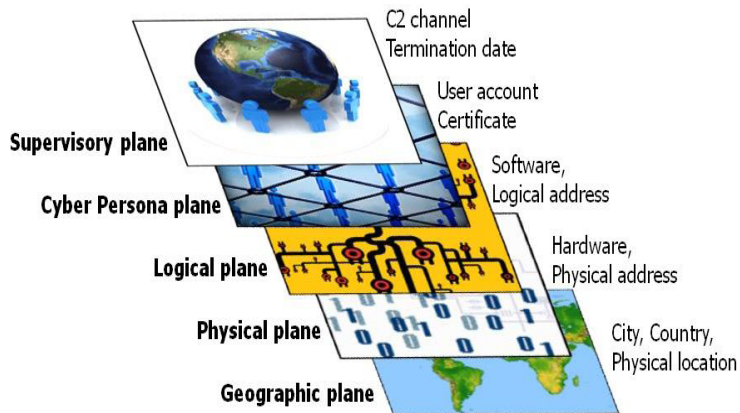 C2 channel
Termination date
Supervisory plane
User account
Certificate
Cyber Persona plane
Software,
Logical address
Logical plane
Hardware,
Physical address
Physical plane
City, Country,
Physical location
Geographic plane